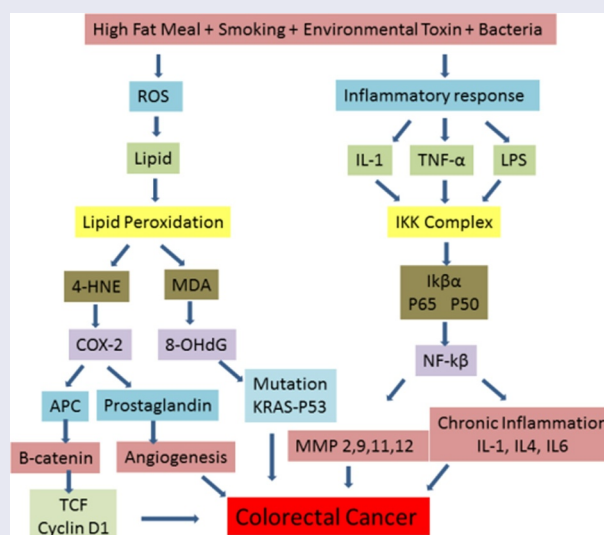 High Fat Meal + Smoking + Environmental Toxin + Bacteria
ROS
Inflammatory response
Lipid
IL-1
TNF-α
LPS
Lipid Peroxidation
IKK Complex
4-HNE
MDA
Ikβα
P65 P50
COX-2
8-OHdG
NF-kβ
Mutation
KRAS-P53
APC
Prostaglandin
Chronic Inflammation
IL-1, IL4, IL6
B-catenin
Angiogenesis
MMP 2,9,11,12
TCF
Cyclin D1
Colorectal Cancer